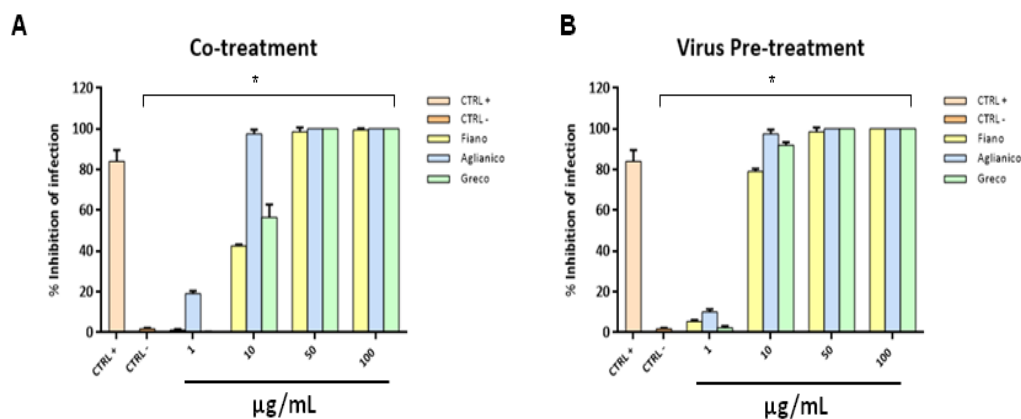 A
Co-treatment
*
120
100
80
60
40
20
0
% Inhibition of infection
CTRL+
CTRL-
1
10
50
100
µg/mL
CTRL +
CTRL -
Fiano
Aglianico
Greco
B
Virus Pre-treatment
*
120
100
80
60
40
20
0
% Inhibition of infection
CTRL+
CTRL-
1
10
50
100
µg/mL
CTRL +
CTRL -
Fiano
Aglianico
Greco